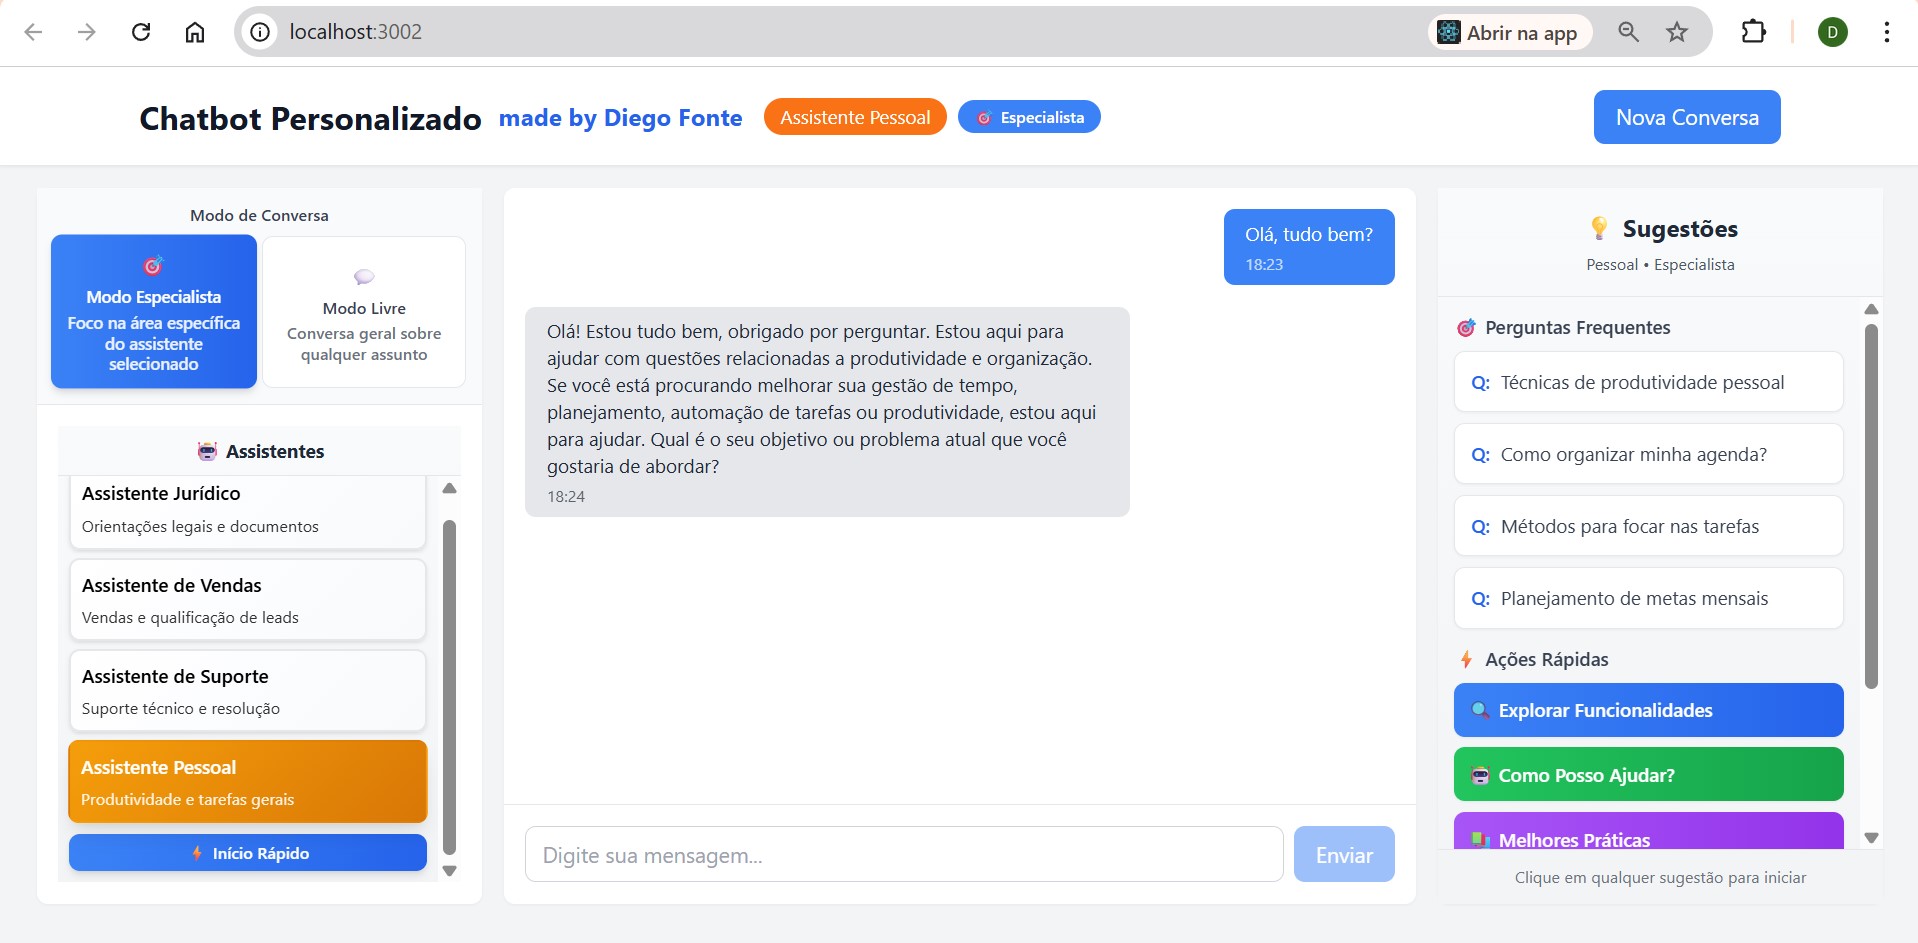 localhost:3002
Abrir na app
D
Chatbot Personalizado
made by Diego Fonte
Assistente Pessoal
Especialista
Nova Conversa
Modo de Conversa
Modo Especialista
Foco na área específica
do assistente
selecionado
Modo Livre
Conversa geral sobre
qualquer assunto
Assistentes
Assistente Jurídico
Orientações legais e documentos
Assistente de Vendas
Vendas e qualificação de leads
Assistente de Suporte
Suporte técnico e resolução
Assistente Pessoal
Produtividade e tarefas gerais
Início Rápido
Olá, tudo bem?
18:23
Olá! Estou tudo bem, obrigado por perguntar. Estou aqui para
ajudar com questões relacionadas a produtividade e organização.
Se você está procurando melhorar sua gestão de tempo,
planejamento, automação de tarefas ou produtividade, estou aqui
para ajudar. Qual é o seu objetivo ou problema atual que você
gostaria de abordar?
18:24
Digite sua mensagem...
Enviar
Sugestões
Pessoal • Especialista
Perguntas Frequentes
Q: Técnicas de produtividade pessoal
Q: Como organizar minha agenda?
Q: Métodos para focar nas tarefas
Q: Planejamento de metas mensais
Ações Rápidas
Explorar Funcionalidades
Como Posso Ajudar?
Melhores Práticas
Clique em qualquer sugestão para iniciar